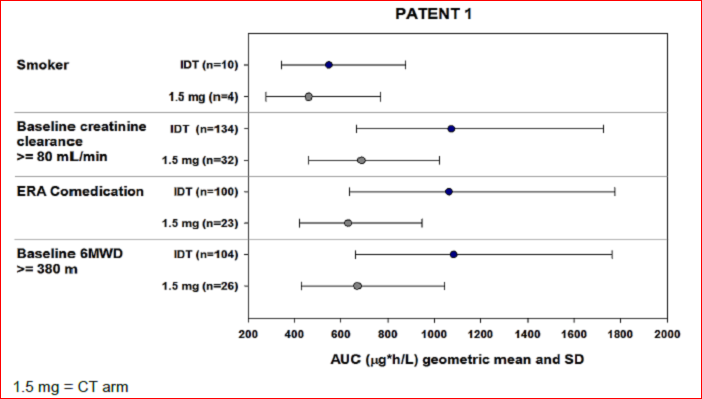 PATENT 1
Smoker
IDT (n=10)
1.5 mg (n=4)
Baseline creatinine
clearance
>= 80 mL/min
IDT (n=134)
1.5 mg (n=32)
ERA Comedication
IDT (n=100)
1.5 mg (n=23)
Baseline 6MWD
>= 380 m
IDT (n=104)
1.5 mg (n=26)
200 400 600 800 1000 1200 1400 1600 1800 2000
AUC (µg*h/L) geometric mean and SD
1.5 mg = CT arm